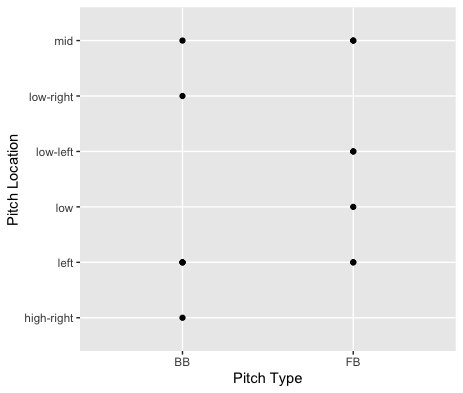 mid
low-right
low-left
low
left
high-right
Pitch Location
BB
FB
Pitch Type